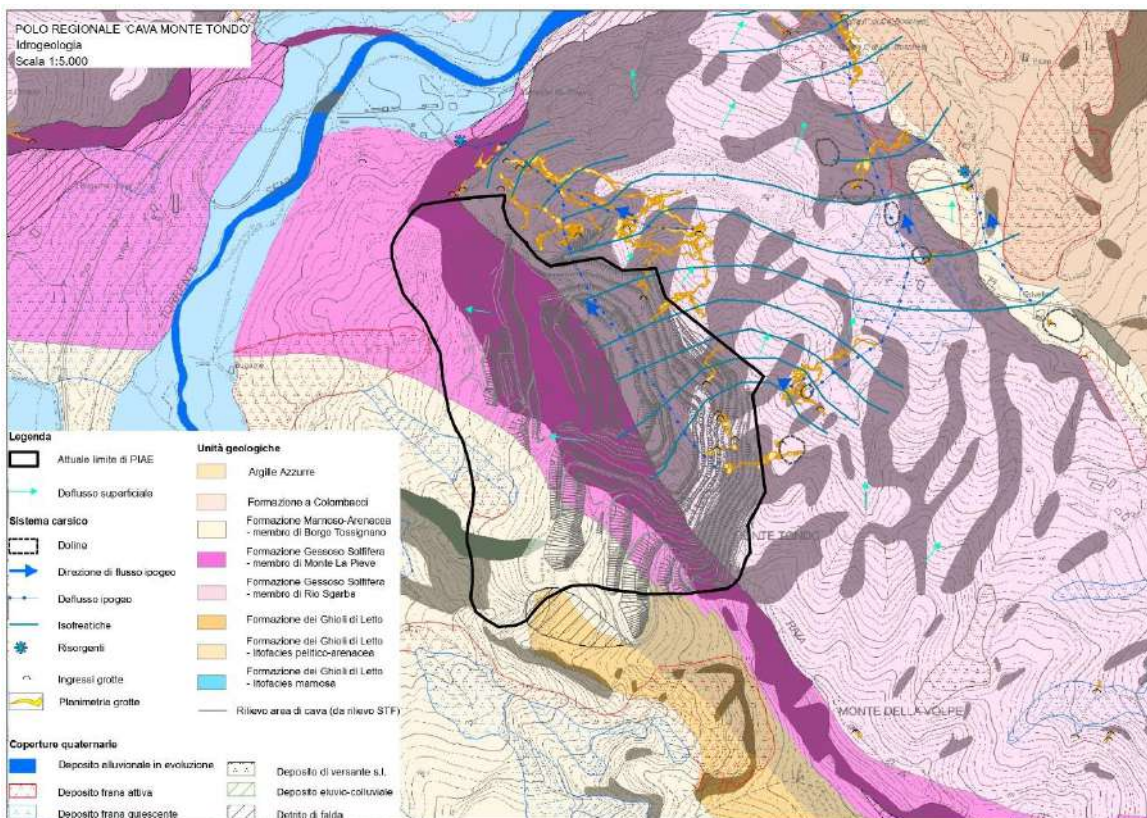 POLO REGIONALE 'CAVA MONTE TONDO'
Idrogeologia
Scala 1:5.000
MONTE TONDO
RIVA
MONTE DELLA VOLPE
Legenda
Attuale limite di PIAE
Deflusso superficiale
Sistema carsico
Doline
Direzione di flusso ipogeo
Deflusso ipogeo
Isofreatiche
Risorgenti
Ingressi grotte
Planimetria grotte
Unità geologiche
Argille Azzurre
Formazione a Colombacci
Formazione Marnoso-Arenacea
- membro di Borgo Tossignano
Formazione Gessoso Solfifera
- membro di Monte La Pieve
Formazione Gessoso Solfifera
- membro di Rio Sgarba
Formazione dei Ghioli di Letto
Formazione dei Ghioli di Letto
- litofacies pelitico-arenacea
Formazione dei Ghioli di Letto
- litofacies marnosa
Rilievo area di cava (da rilievo STF)
Coperture quaternarie
Deposito alluvionale in evoluzione
Deposito frana attiva
Deposito frana quiescente
Deposito di versante s.l.
Deposito eluvio-colluviale
Detrito di falda